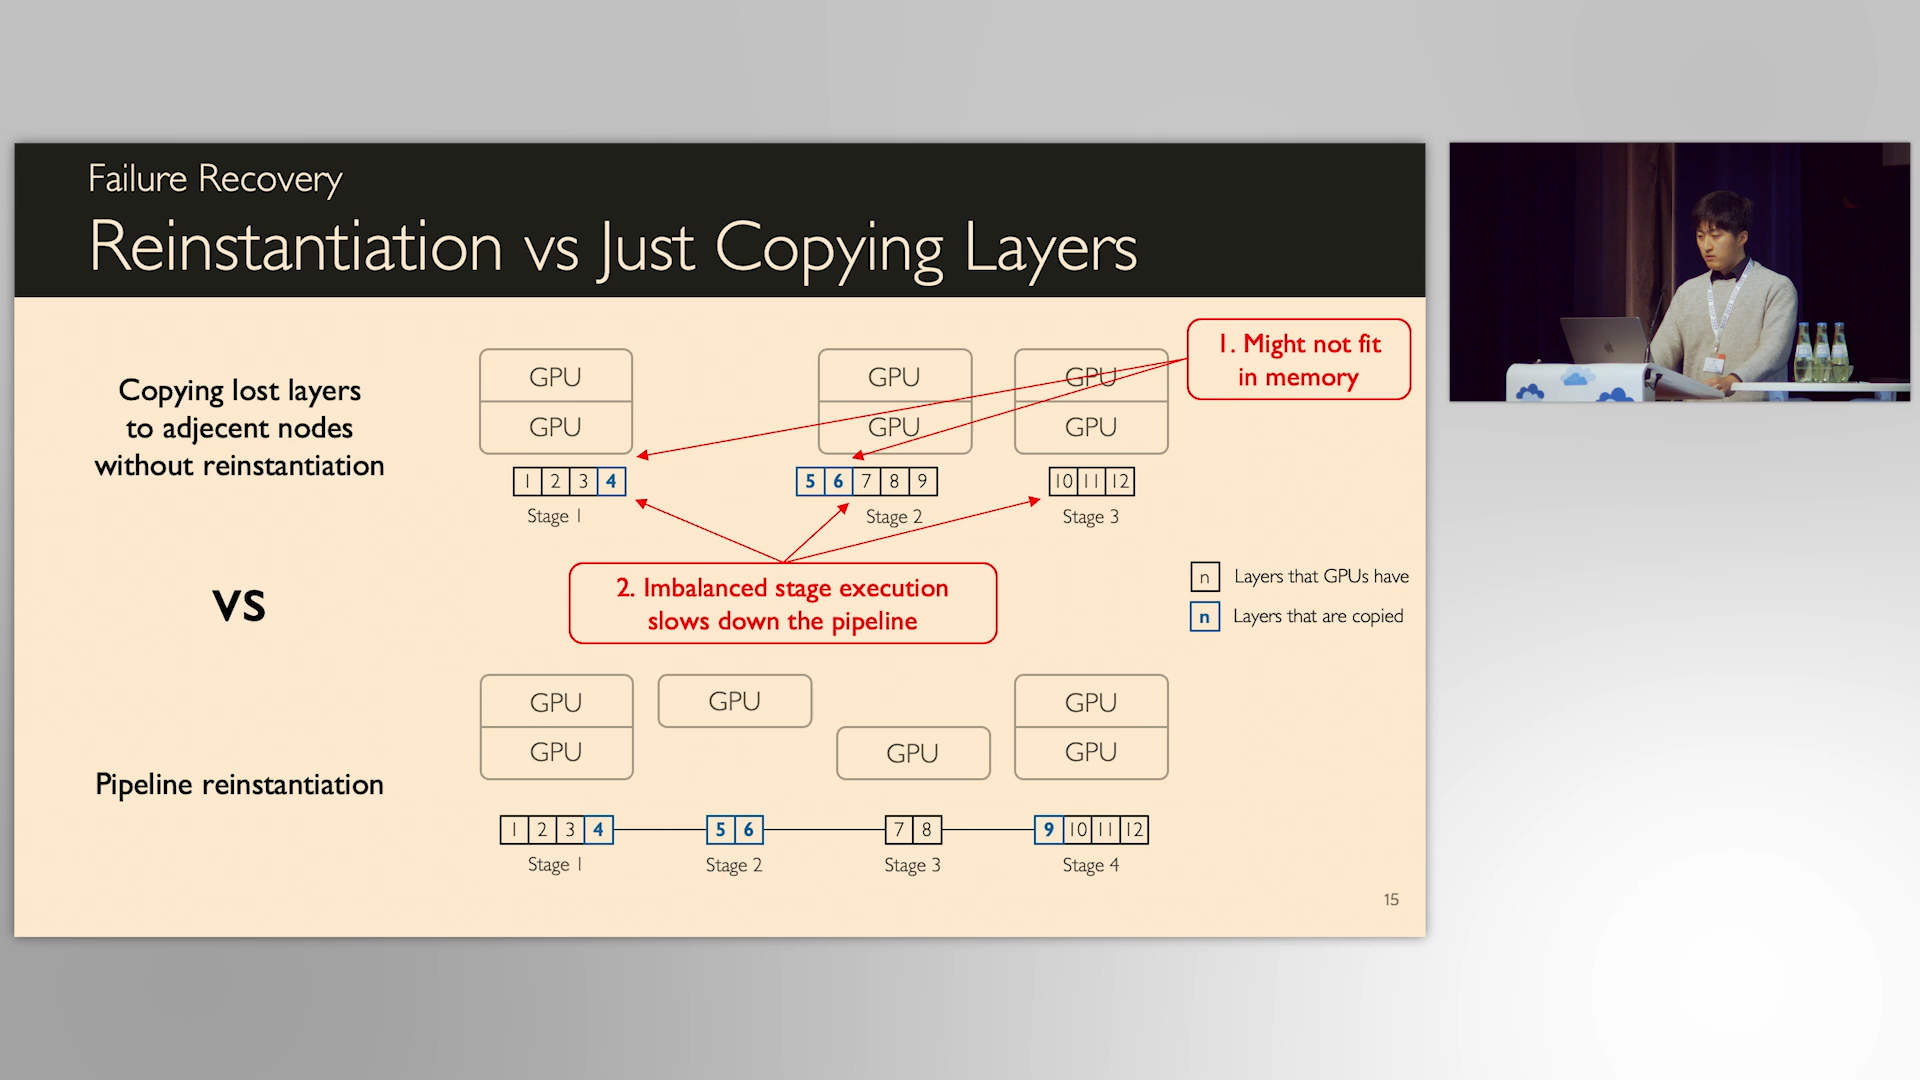 Failure Recovery
Reinstantiation vs Just Copying Layers
Copying lost layers
to adjecent nodes
without reinstantiation
GPU
GPU
1 2 3 4
Stage 1
GPU
GPU
5 6 7 8 9
Stage 2
GPU
GPU
10 11 12
Stage 3
1. Might not fit
in memory
2. Imbalanced stage execution
slows down the pipeline
n Layers that GPUs have
n Layers that are copied
vs
Pipeline reinstantiation
GPU
GPU
1 2 3 4
Stage 1
GPU
5 6
Stage 2
GPU
7 8
Stage 3
GPU
GPU
9 10 11 12
Stage 4
15